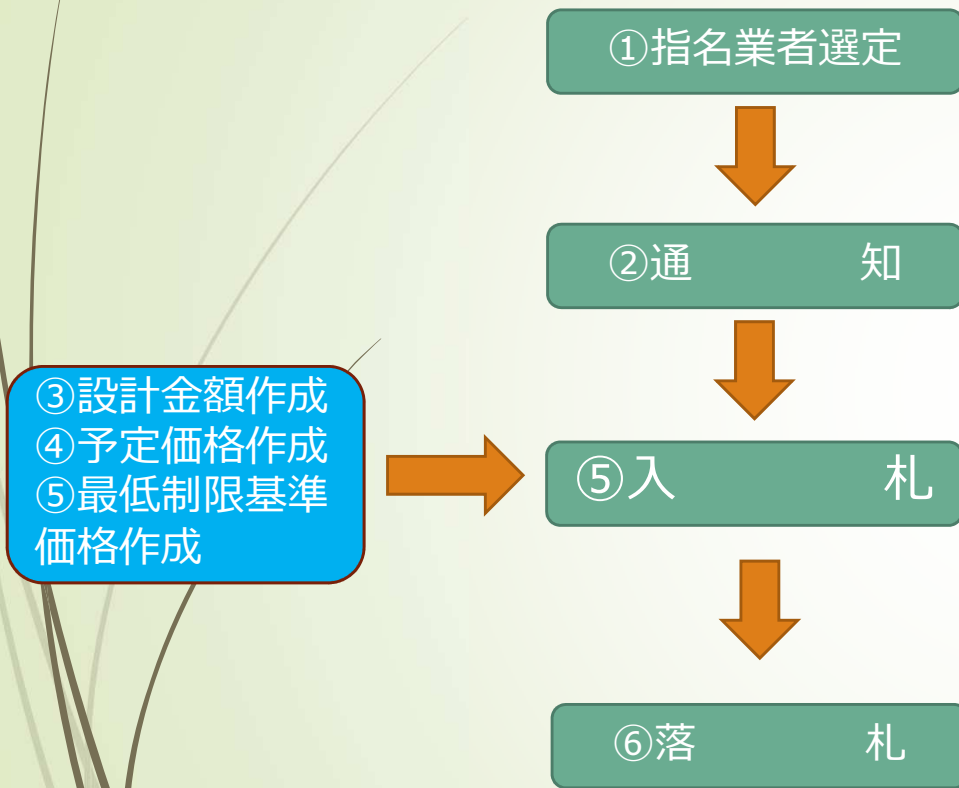 ①指名業者選定
②通　　　　知
③設計金額作成
④予定価格作成
⑤最低制限基準
価格作成
⑤入　　　　札
⑥落　　　　札